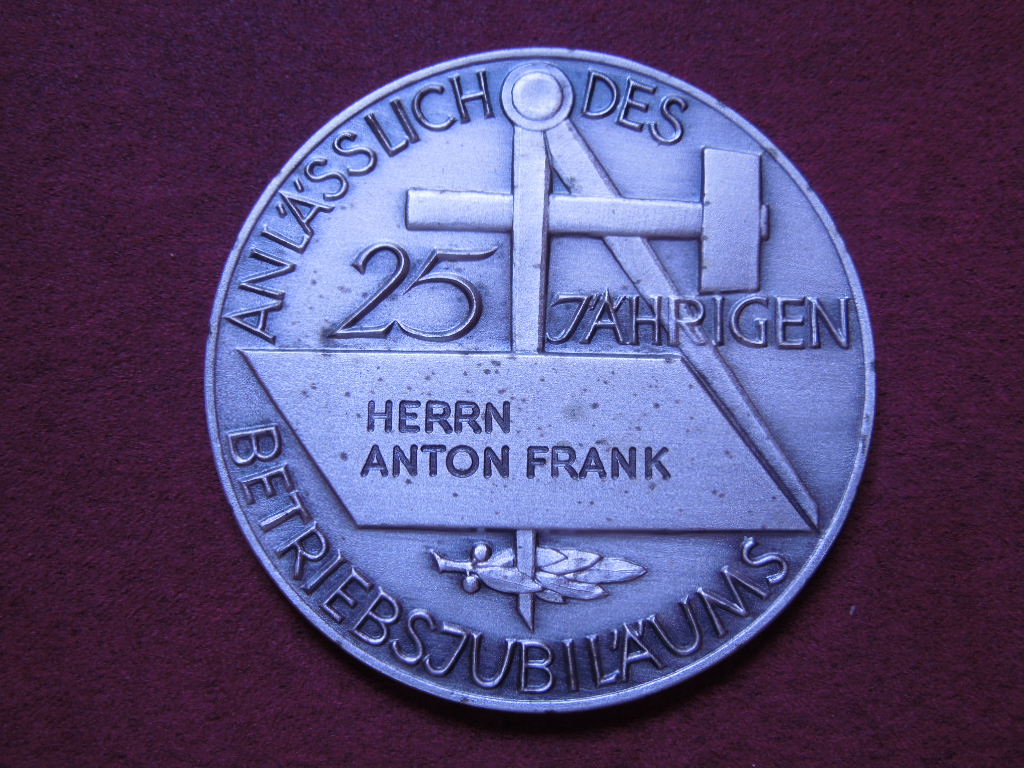 ANLÄSSLICH DES
25 JÄHRIGEN
HERRN
ANTON FRANK
BETRIEBSJUBILÄUMS